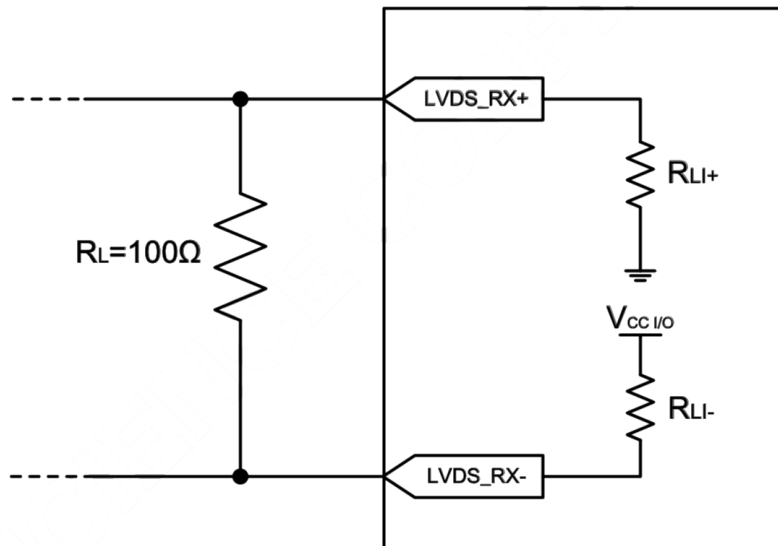 LVDS_RX+
RLI+
RL=100Ω
VCC I/O
RLI-
LVDS_RX-